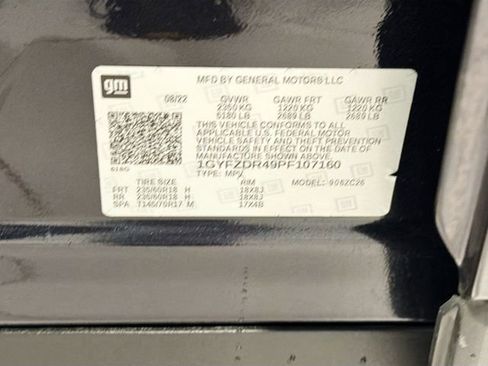 gm
MFD BY GENERAL MOTORS LLC
08/22 GVWR GAWR FRT GAWR RR
2350 KG 1220 KG 1220 KG
5180 LB 2689 LB 2689 LB
THIS VEHICLE CONFORMS TO ALL APPLICABLE
U.S. FEDERAL MOTOR VEHICLE
SAFETY AND THEFT PREVENTION
STANDARDS IN EFFECT ON THE DATE OF
MANUFACTURE SHOWN ABOVE.
1GYFZDR49PF107160
TYPE: MPV MODEL:
TIRE SIZE RIM
FRT 235/60R18 H 18X8J
RR 235/60R18 H 18X8J
SPA T145/70R17 M 17X4B